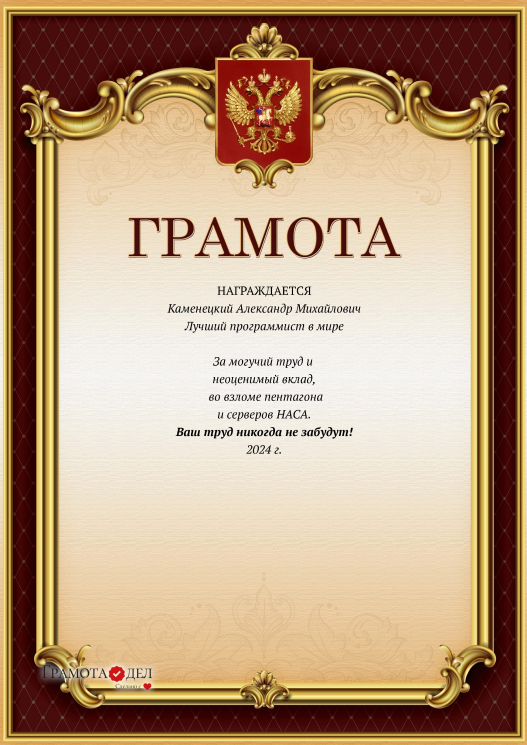 ГРАМОТА
НАГРАЖДАЕТСЯ
Каменецкий Александр Михайлович
Лучший программист в мире
За могучий труд и
неоценимый вклад,
во взломе пентагона
и серверов НАСА.
Ваш труд никогда не забудут!
2024 г.
ГРАМОТА ДЕЛ